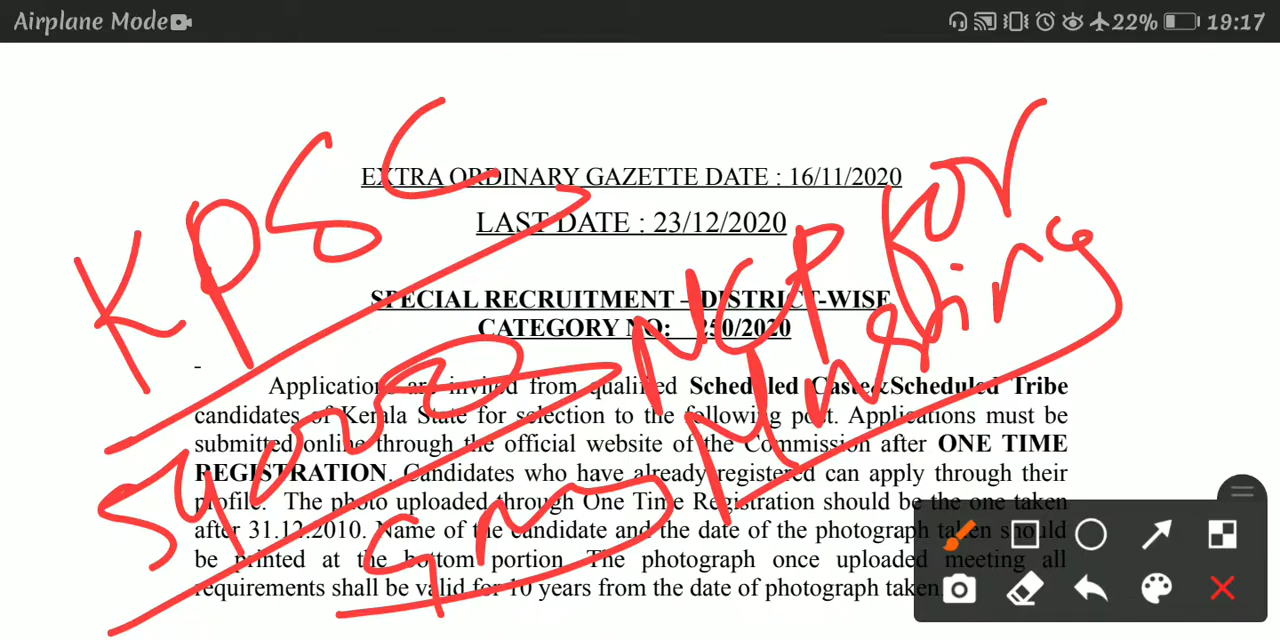 Airplane Mode 22% 19:17
EXTRA ORDINARY GAZETTE DATE : 16/11/2020
LAST DATE : 23/12/2020
SPECIAL RECRUITMENT – DISTRICT-WISE
CATEGORY NO: 250/2020
Applications are invited from qualified Scheduled Caste&Scheduled Tribe
candidates of Kerala State for selection to the following post. Applications must be
submitted online through the official website of the Commission after ONE TIME
REGISTRATION. Candidates who have already registered can apply through their
profile. The photo uploaded through One Time Registration should be the one taken
after 31.12.2010. Name of the candidate and the date of the photograph taken should
be printed at the bottom portion. The photograph once uploaded meeting all
requirements shall be valid for 10 years from the date of photograph taken.
KPSC
59000